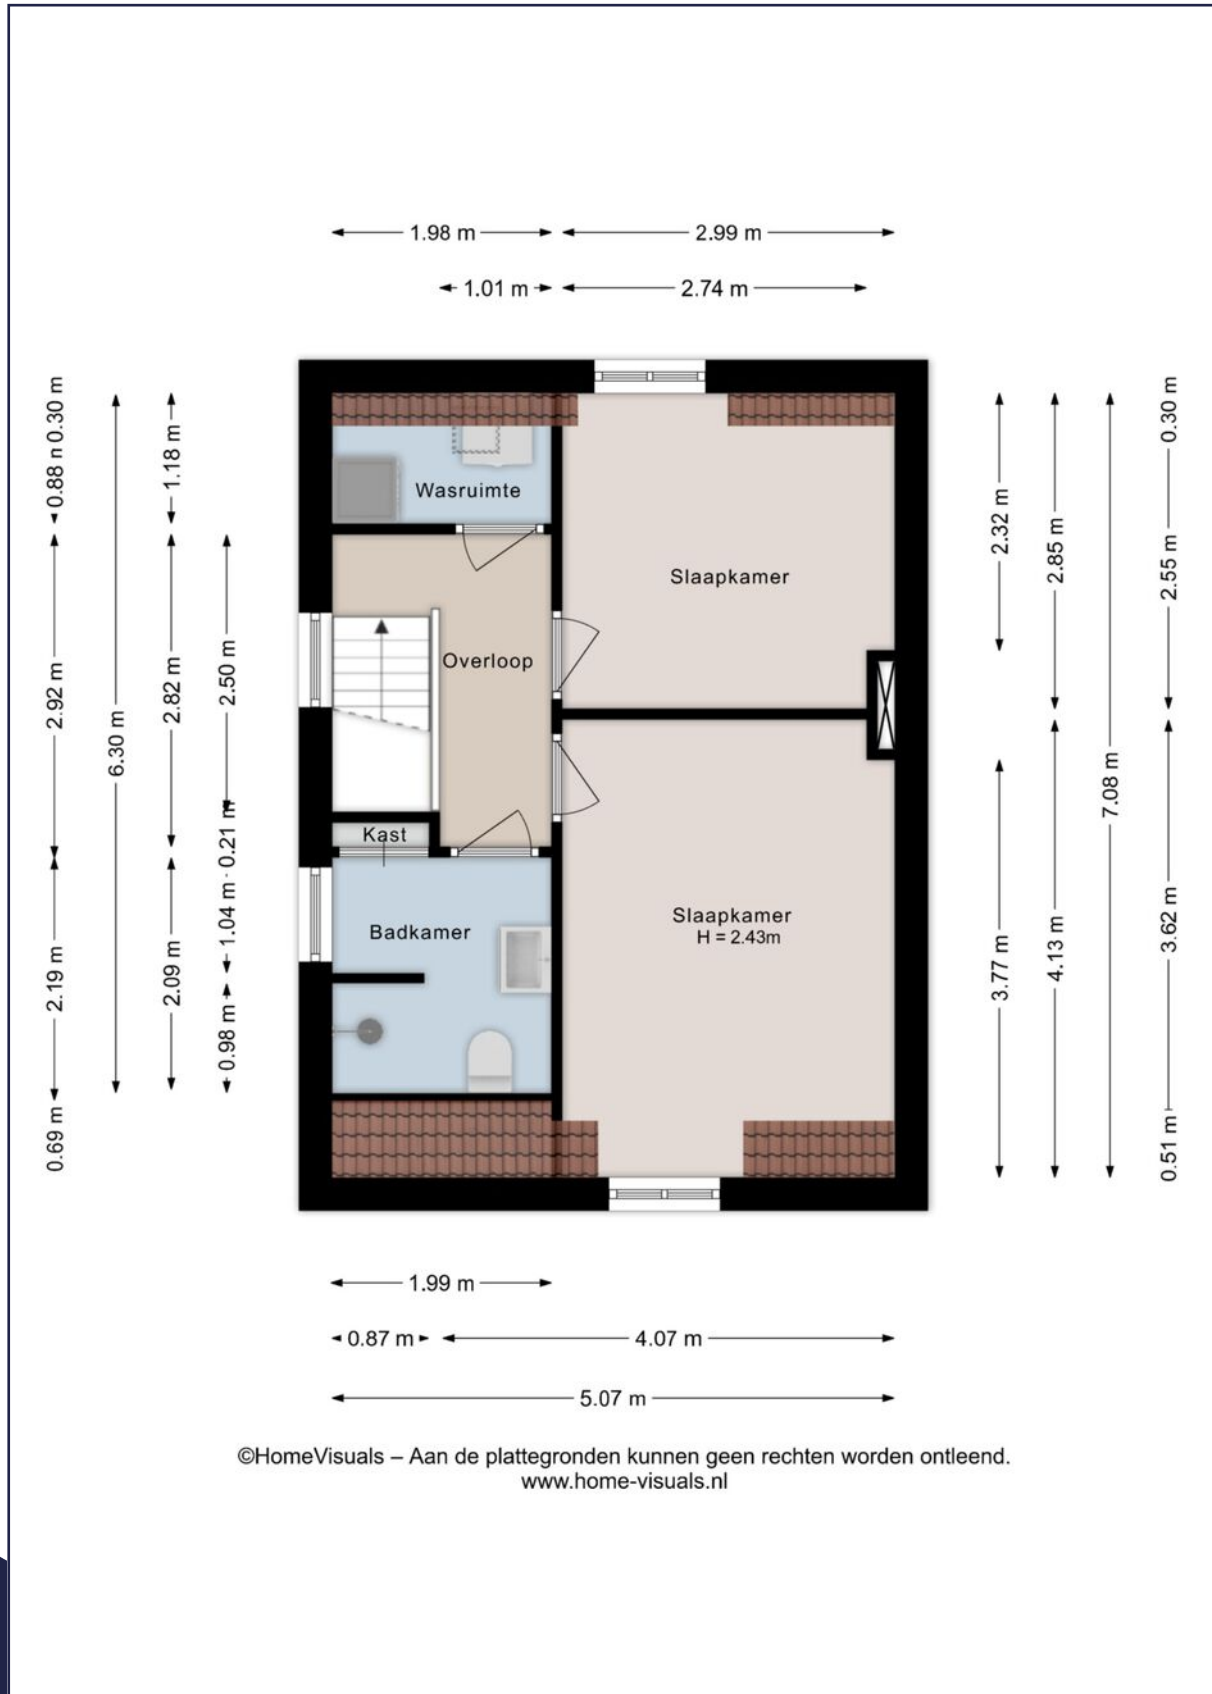 1.98 m
2.99 m
1.01 m
2.74 m
0.30 m
0.88 n
1.18 m
2.92 m
6.30 m
2.82 m
2.50 m
0.21 m
1.04 m
2.19 m
2.09 m
0.98 m
0.69 m
Wasruimte
Slaapkamer
Overloop
Kast
Badkamer
Slaapkamer
H = 2.43m
0.30 m
2.32 m
2.85 m
2.55 m
7.08 m
3.77 m
4.13 m
3.62 m
0.51 m
1.99 m
0.87 m
4.07 m
5.07 m
©HomeVisuals – Aan de plattegronden kunnen geen rechten worden ontleend.
www.home-visuals.nl